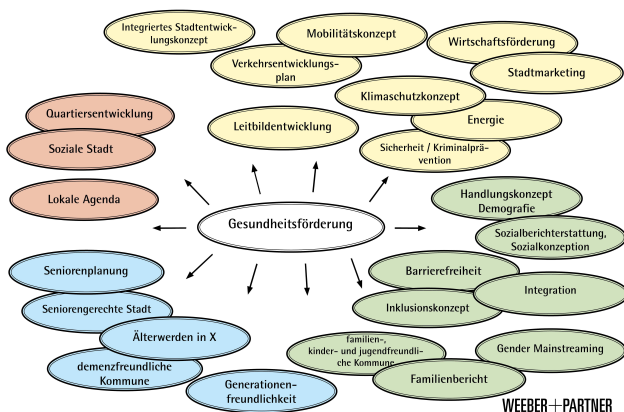 Integriertes Stadtentwick-
lungskonzept
Mobilitätskonzept
Wirtschaftsförderung
Verkehrsentwicklungs-
plan
Stadtmarketing
Klimaschutzkonzept
Quartiersentwicklung
Leitbildentwicklung
Energie
Soziale Stadt
Sicherheit / Kriminalprä-
vention
Lokale Agenda
Handlungskonzept
Demografie
Gesundheitsförderung
Sozialberichterstattung,
Sozialkonzeption
Seniorenplanung
Barrierefreiheit
Integration
Seniorengerechte Stadt
Inklusionskonzept
Älterwerden in X
familien-,
kinder- und jugendfreundli-
che Kommune
Gender Mainstreaming
demenzfreundliche
Kommune
Familienbericht
Generationen-
freundlichkeit
WEEBER+PARTNER